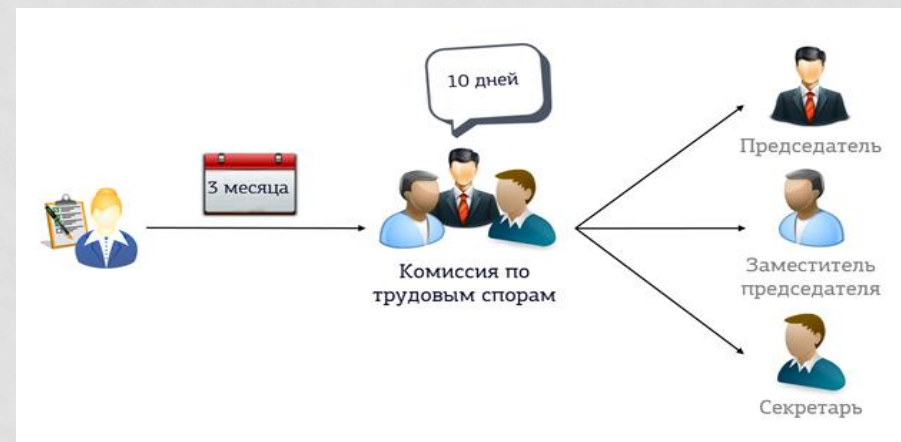 10 дней
3 месяца
Комиссия по
трудовым спорам
Председатель
Заместитель
председателя
Секретарь